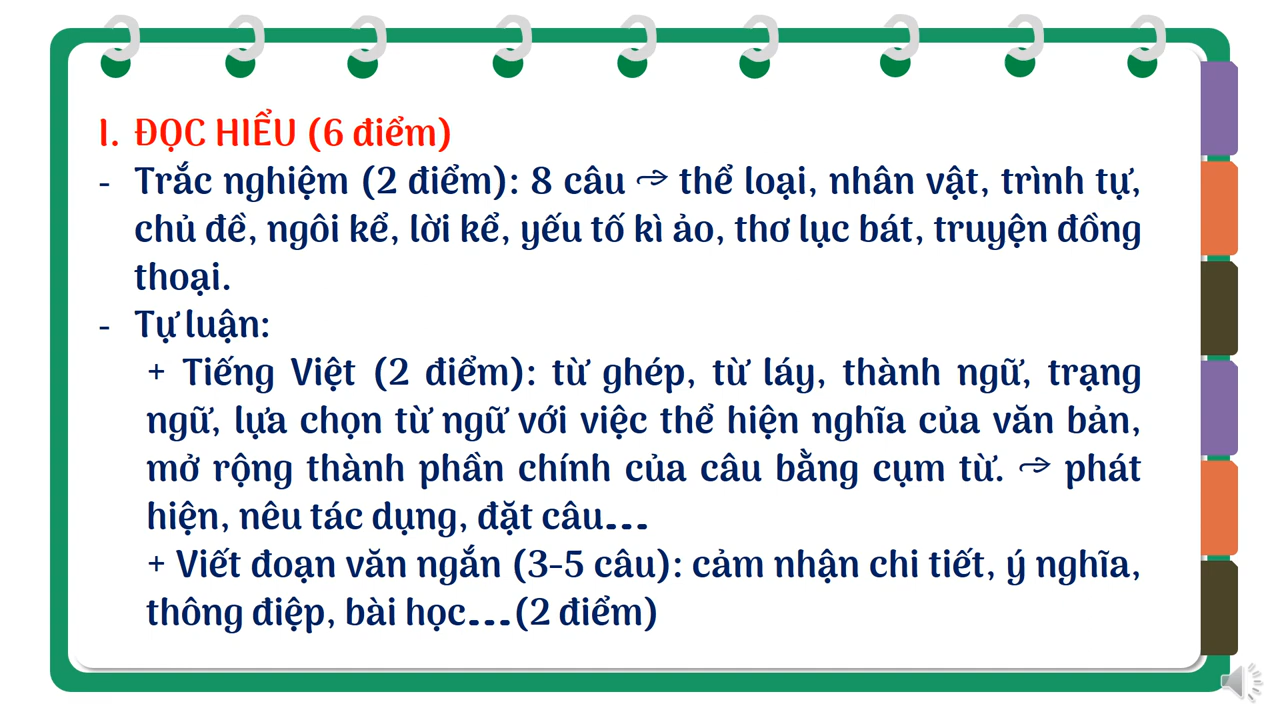 I. ĐỌC HIỂU (6 điểm)
- Trắc nghiệm (2 điểm): 8 câu ➩ thể loại, nhân vật, trình tự,
chủ đề, ngôi kể, lời kể, yếu tố kì ảo, thơ lục bát, truyện đồng
thoại.
- Tự luận:
+ Tiếng Việt (2 điểm): từ ghép, từ láy, thành ngữ, trạng
ngữ, lựa chọn từ ngữ với việc thể hiện nghĩa của văn bản,
mở rộng thành phần chính của câu bằng cụm từ. ➩ phát
hiện, nêu tác dụng, đặt câu...
+ Viết đoạn văn ngắn (3-5 câu): cảm nhận chi tiết, ý nghĩa,
thông điệp, bài học...(2 điểm)